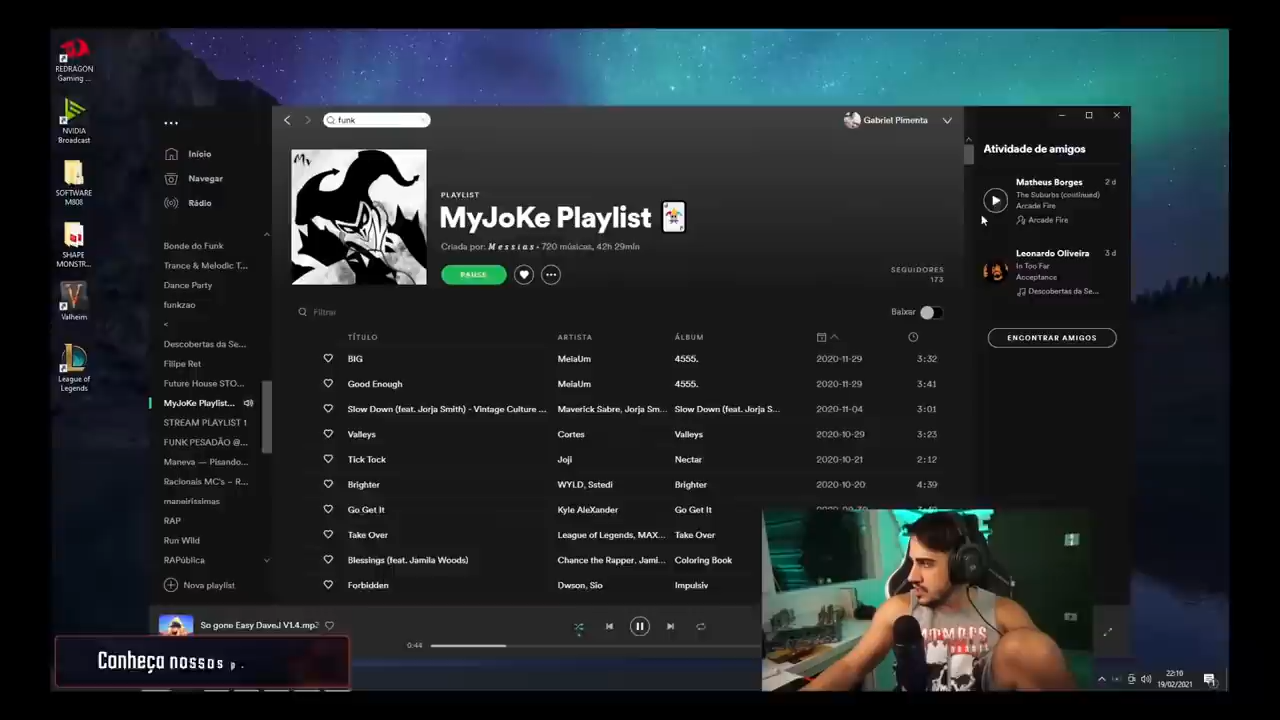 REDRAGON
Gaming ...
NVIDIA
Broadcast
SOFTWARE
M808
SHAPE
MONSTR...
Valheim
League of
Legends
Início
Navegar
Rádio
Bonde do Funk
Trance & Melodic T...
Dance Party
funkzao
<
Descobertas da Se...
Filipe Ret
Future House STO...
MyJoKe Playlist...
STREAM PLAYLIST 1
FUNK PESADÃO @...
Maneva — Pisando...
Racionais MC's – R...
maneirissimas
RAP
Run Wild
RAPública
Nova playlist
funk
Gabriel Pimenta
PLAYLIST
MyJoKe Playlist
Criada por: Messias • 720 músicas, 42h 29min
PAUSE
SEGUIDORES
173
Filtrar
Baixar
TÍTULO ARTISTA ÁLBUM
BIG MeiaUm 4555. 2020-11-29 3:32
Good Enough MeiaUm 4555. 2020-11-29 3:41
Slow Down (feat. Jorja Smith) - Vintage Culture ... Maverick Sabre, Jorja Sm... Slow Down (feat. Jorja S... 2020-11-04 3:01
Valleys Cortes Valleys 2020-10-29 3:23
Tick Tock Joji Nectar 2020-10-21 2:12
Brighter WYLD, Sstedi Brighter 2020-10-20 4:39
Go Get It Kyle AleXander Go Get It
Take Over League of Legends, MAX... Take Over
Blessings (feat. Jamila Woods) Chance the Rapper, Jami... Coloring Book
Forbidden Dwson, Sio Impulsiv
Atividade de amigos
Matheus Borges 2 d
The Suburbs (continued)
Arcade Fire
Arcade Fire
Leonardo Oliveira 3 d
In Too Far
Acceptance
Descobertas da Se...
ENCONTRAR AMIGOS
So gone Easy DaveJ V1.4.mp3
0:44
Conheça nossos p.
22:10
19/02/2021